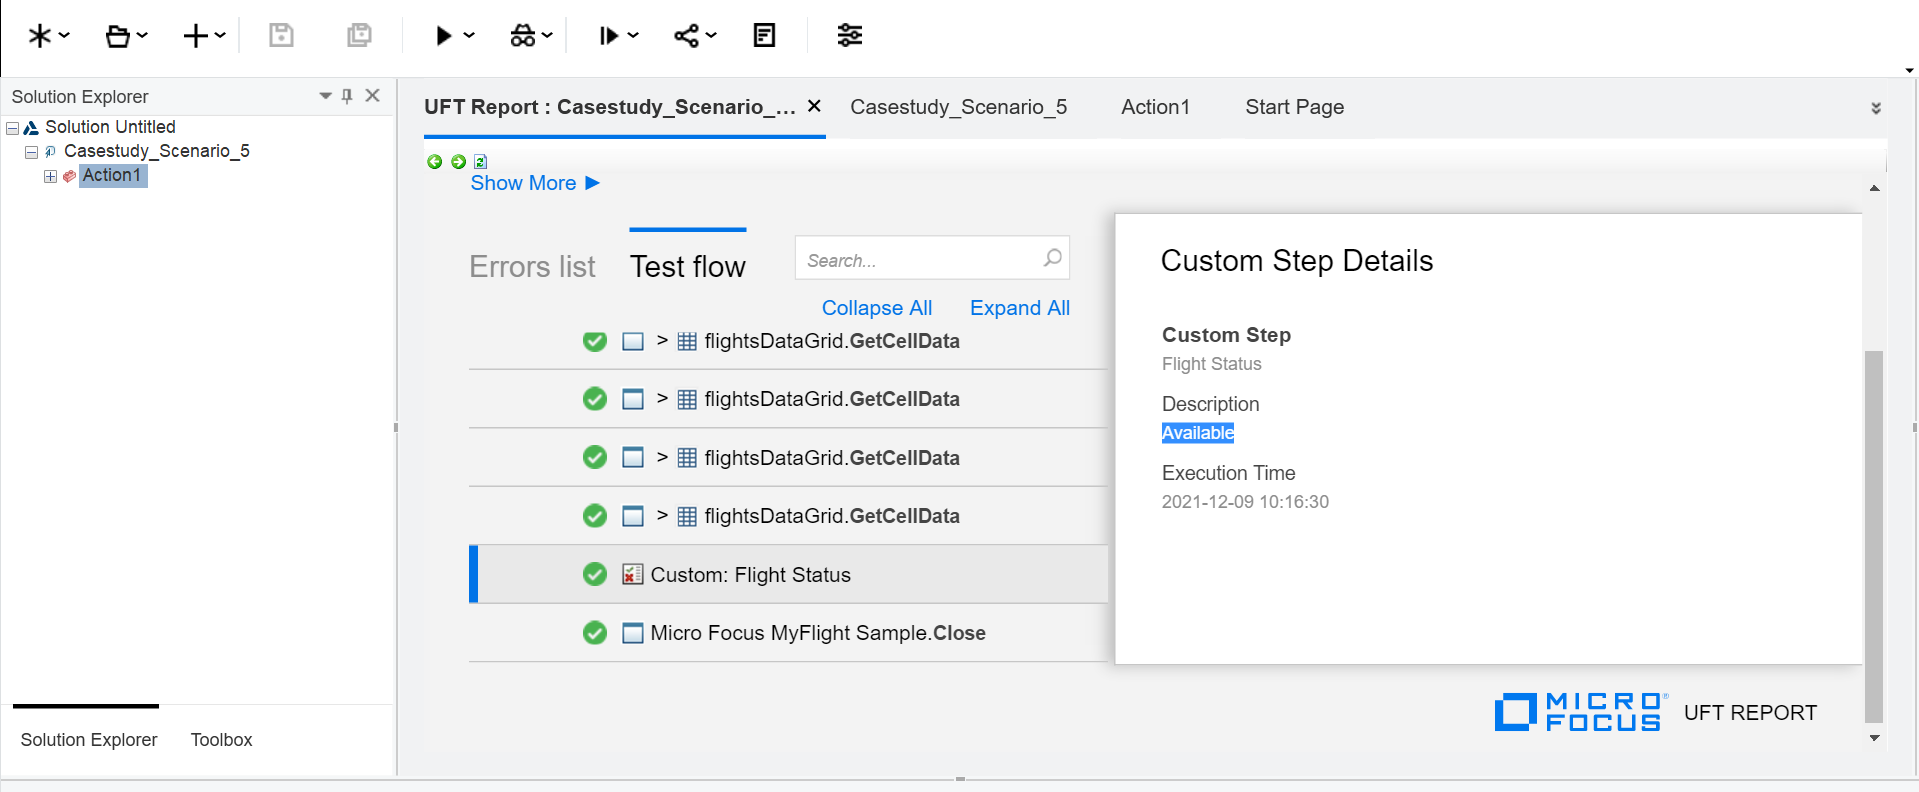 Solution Explorer
Solution Untitled
Casestudy_Scenario_5
Action1
Solution Explorer
Toolbox
UFT Report : Casestudy_Scenario_...
Casestudy_Scenario_5
Action1
Start Page
Show More
Errors list
Test flow
Search...
Collapse All
Expand All
> flightsDataGrid.GetCellData
> flightsDataGrid.GetCellData
> flightsDataGrid.GetCellData
> flightsDataGrid.GetCellData
Custom: Flight Status
Micro Focus MyFlight Sample.Close
Custom Step Details
Custom Step
Flight Status
Description
Available
Execution Time
2021-12-09 10:16:30
MICRO
FOCUS
UFT REPORT